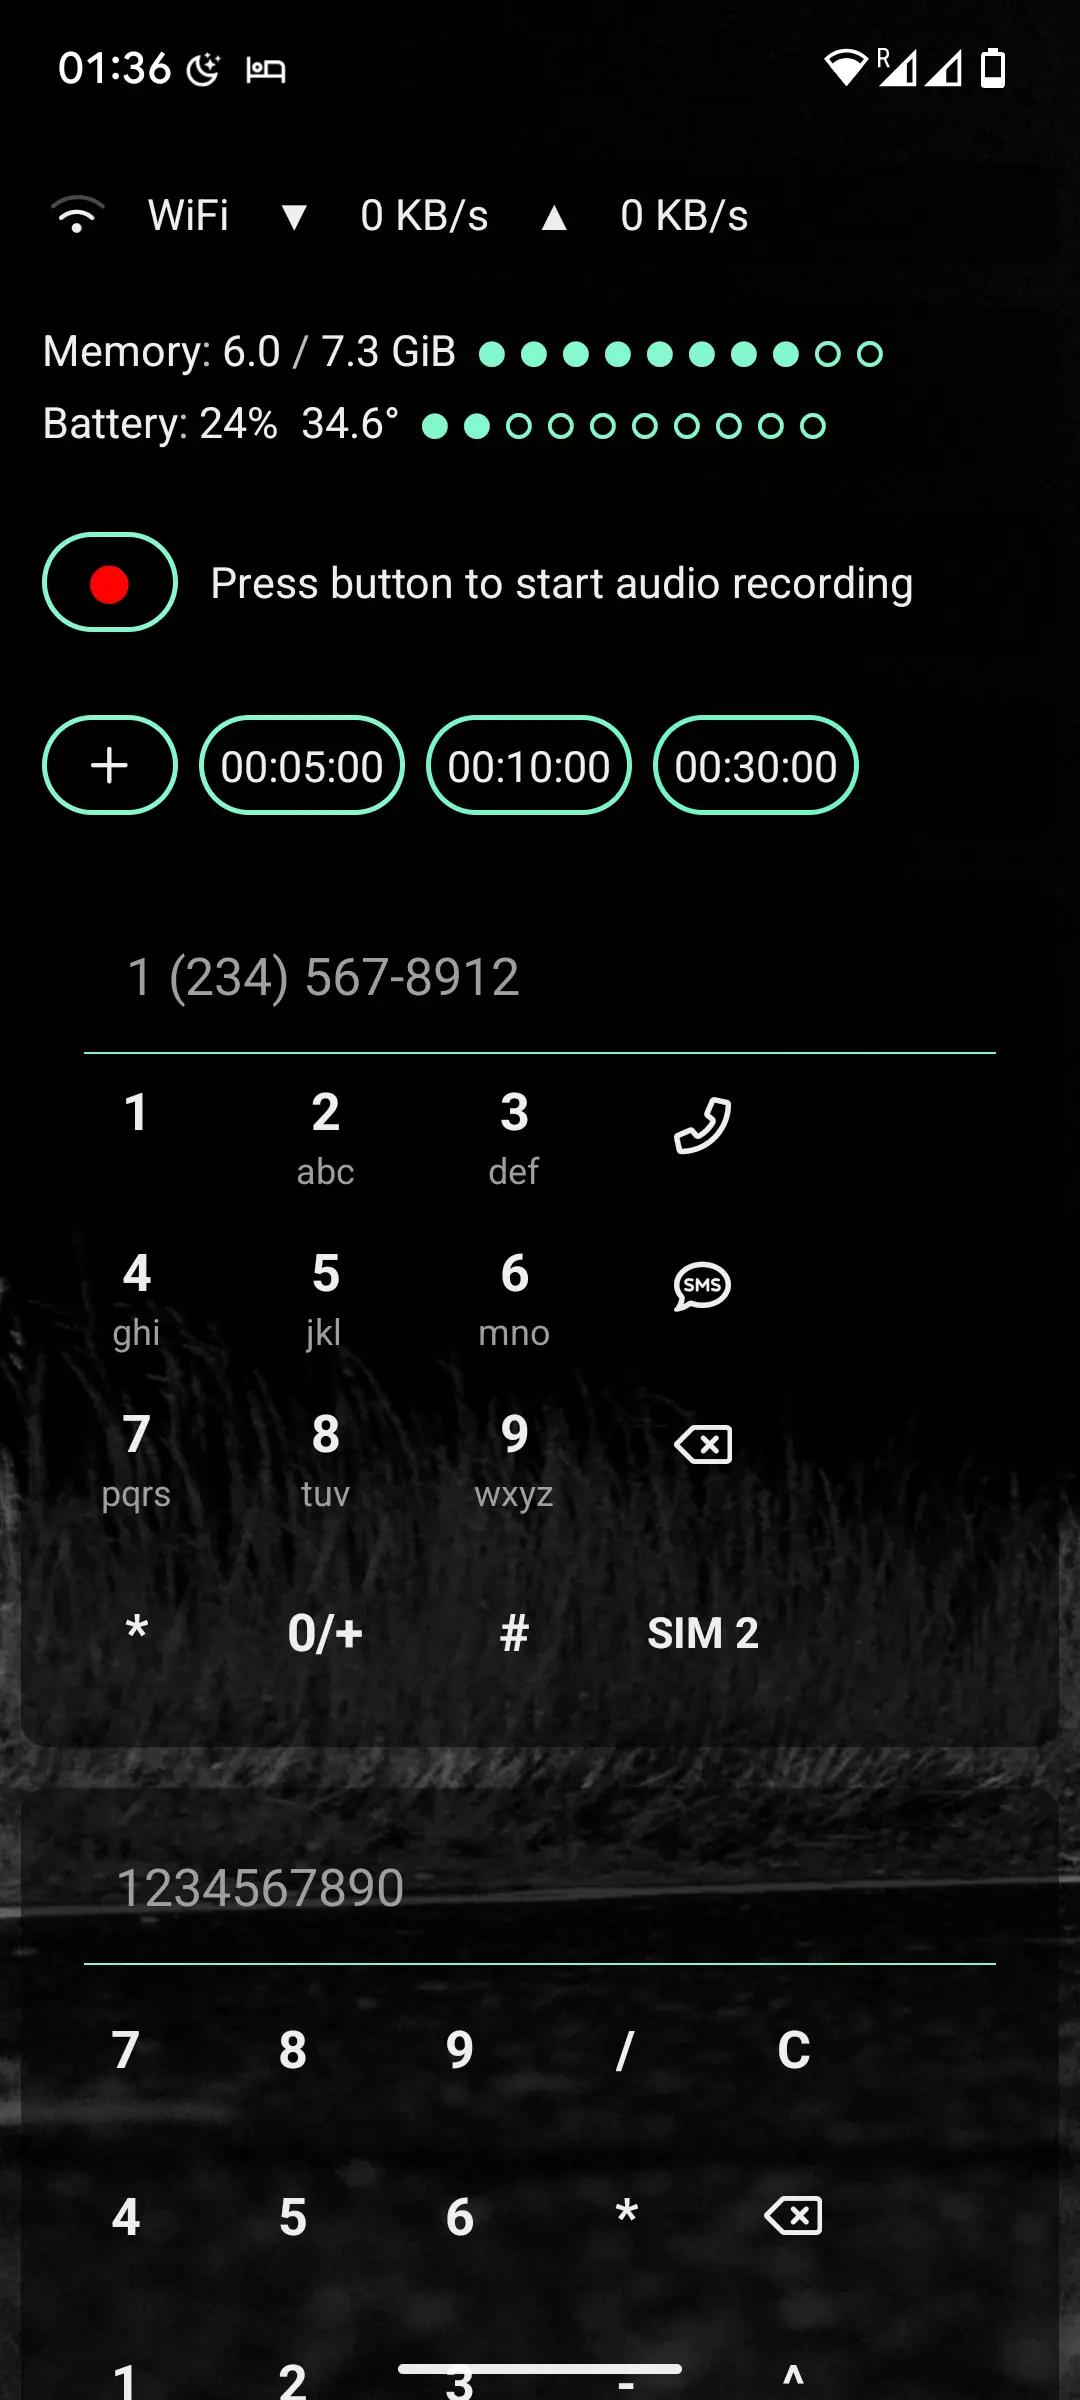 01:36 R
WiFi ▼ 0 KB/s ▲ 0 KB/s
Memory: 6.0 / 7.3 GiB
Battery: 24% 34.6°
Press button to start audio recording
+ 00:05:00 00:10:00 00:30:00
1 (234) 567-8912
1 2 3
abc def
4 5 6 SMS
ghi jkl mno
7 8 9
pqrs tuv wxyz
* 0/+ # SIM 2
1234567890
7 8 9 / C
4 5 6 *
1 2 3 - ^